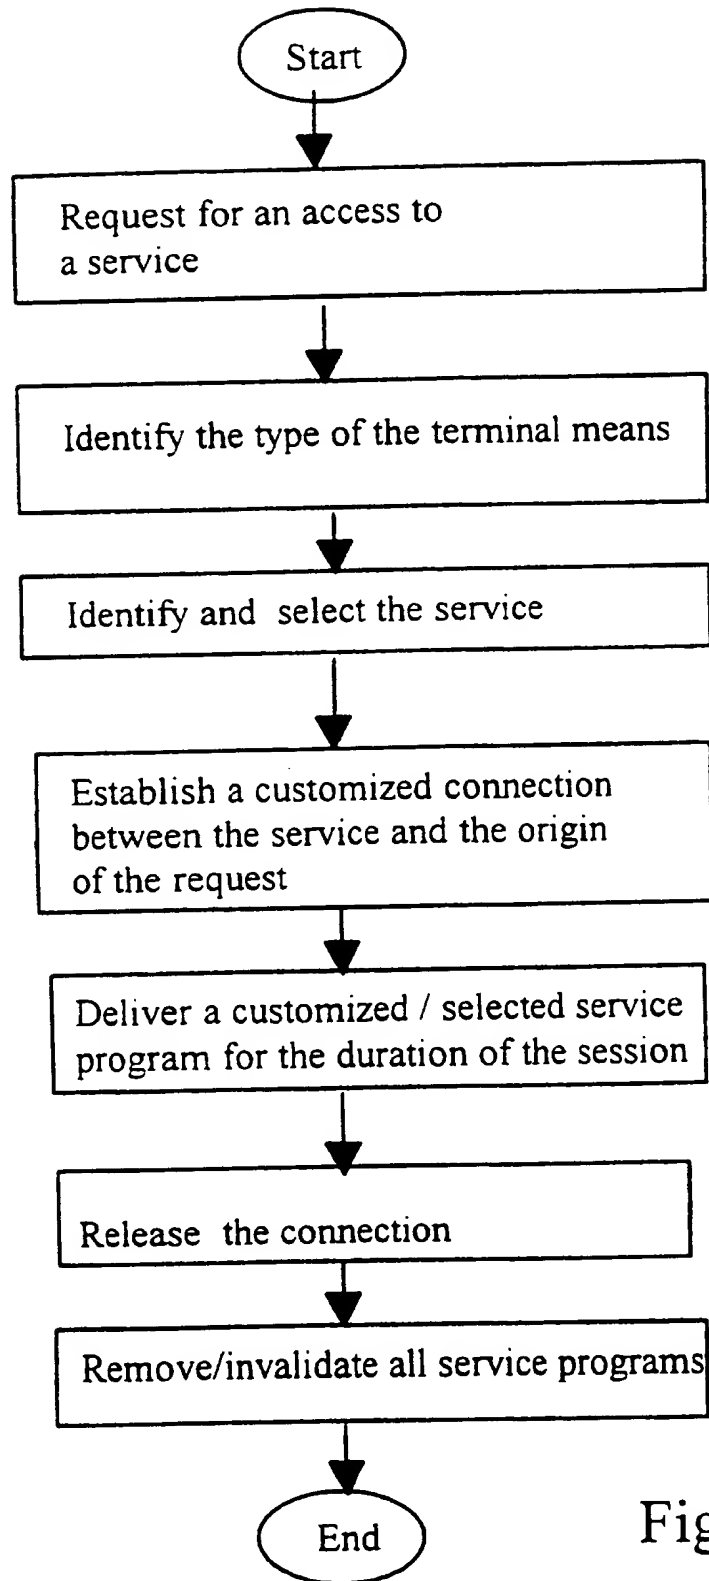 Start
Request for an access to
a service
Identify the type of the terminal means
Identify and select the service
Establish a customized connection
between the service and the origin
of the request
Deliver a customized / selected service
program for the duration of the session
Release the connection
Remove/invalidate all service programs
End
Fig